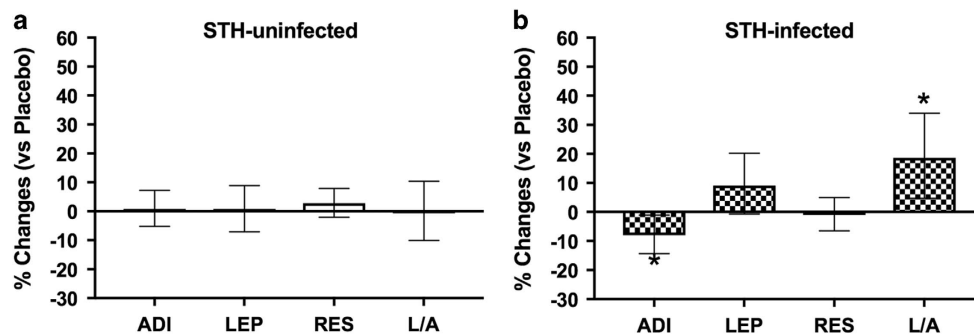 a
STH-uninfected
% Changes (vs Placebo)
60
50
40
30
20
10
0
-10
-20
-30
ADI LEP RES L/A
b
STH-infected
% Changes (vs Placebo)
60
50
40
30
20
10
0
-10
-20
-30
*
*
ADI LEP RES L/A